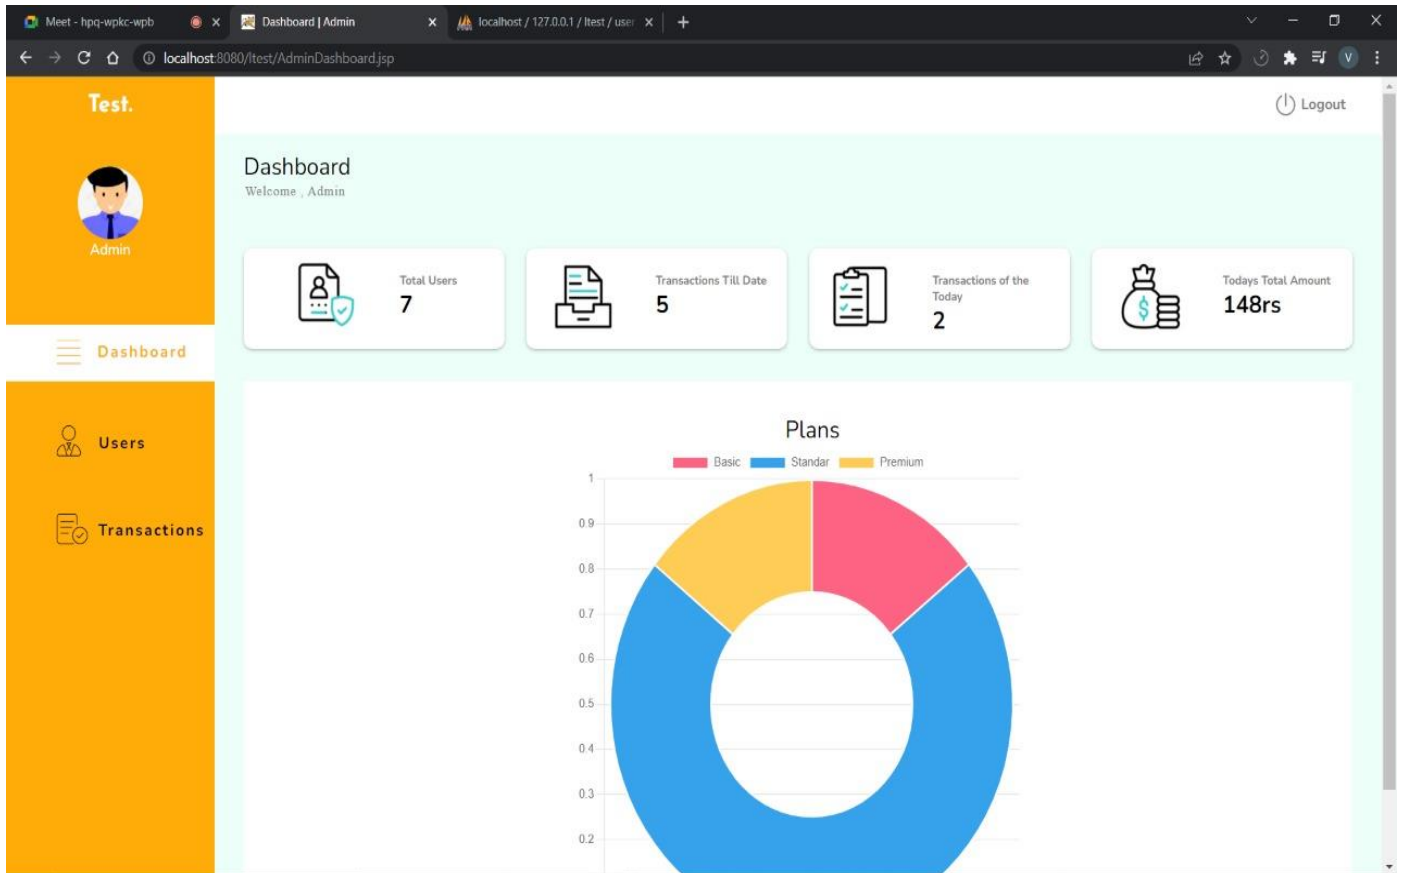 Meet - hpq-wpkc-wpb
Dashboard | Admin
localhost / 127.0.0.1 / ltest / user
localhost:8080/ltest/AdminDashboard.jsp
V
Test.
Logout
Admin
Dashboard
Welcome , Admin
Total Users
7
Transactions Till Date
5
Transactions of the
Today
2
Todays Total Amount
148rs
Dashboard
Users
Transactions
Plans
Basic Standar Premium
1
0.9
0.8
0.7
0.6
0.5
0.4
0.3
0.2